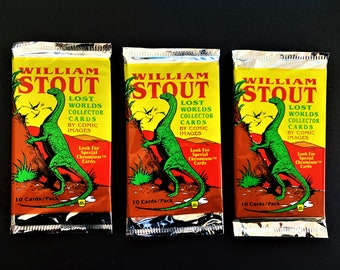 WILLIAM
STOUT
LOST
WORLDS
COLLECTOR
CARDS
BY COMIC
IMAGES
Look For
Special
Chromium™
Cards
10 Cards/Pack
WILLIAM
STOUT
LOST
WORLDS
COLLECTOR
CARDS
BY COMIC
IMAGES
Look For
Special
Chromium™
Cards
10 Cards/Pack
WILLIAM
STOUT
LOST
WORLDS
COLLECTOR
CARDS
BY COMIC
IMAGES
Look For
Special
Chromium™
Cards
10 Cards/Pack